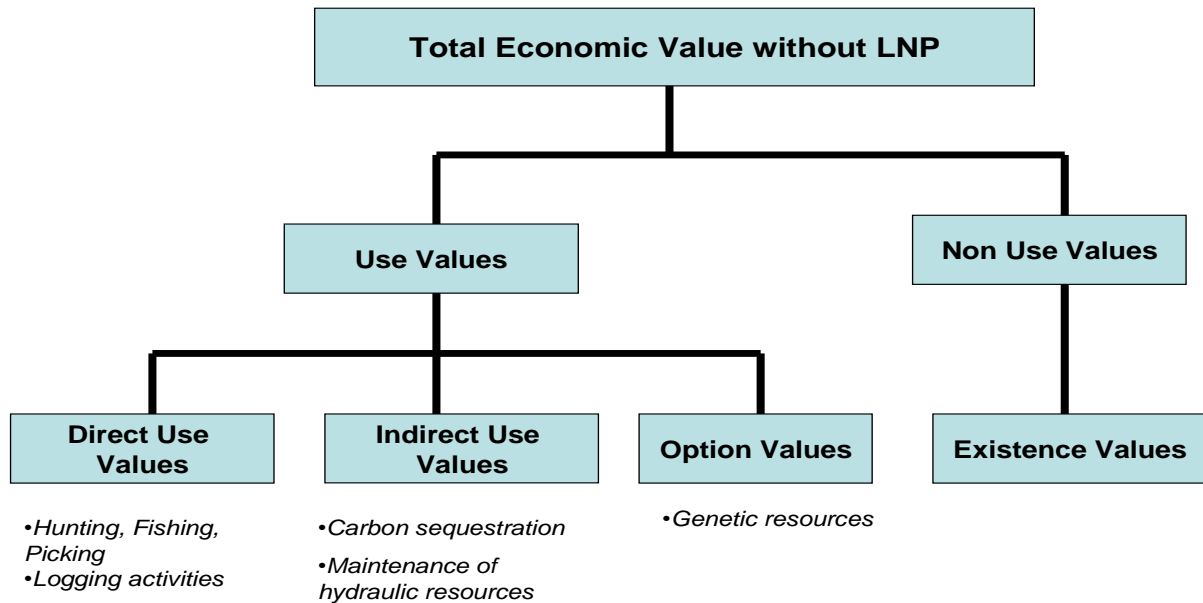 Total Economic Value without LNP
Use Values
Non Use Values
Direct Use
Values
Indirect Use
Values
Option Values
Existence Values
•Hunting, Fishing,
Picking
•Logging activities
•Carbon sequestration
•Maintenance of
hydraulic resources
•Genetic resources